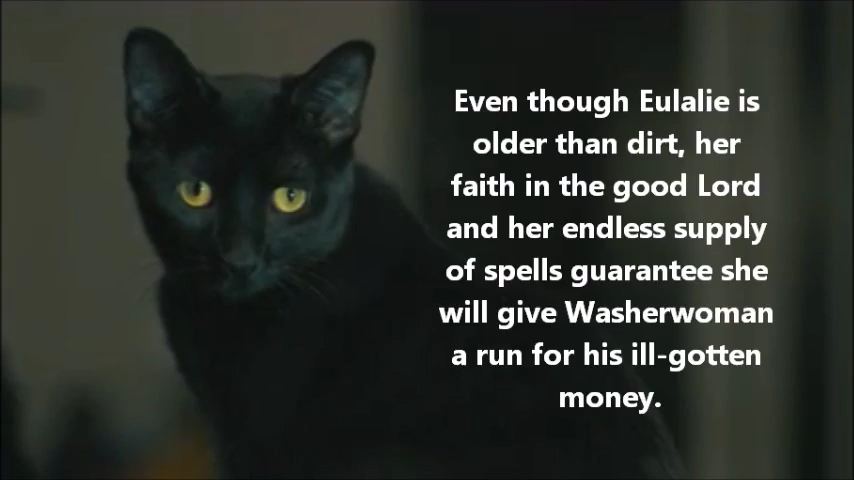 Even though Eulalie is
older than dirt, her
faith in the good Lord
and her endless supply
of spells guarantee she
will give Washerwoman
a run for his ill-gotten
money.